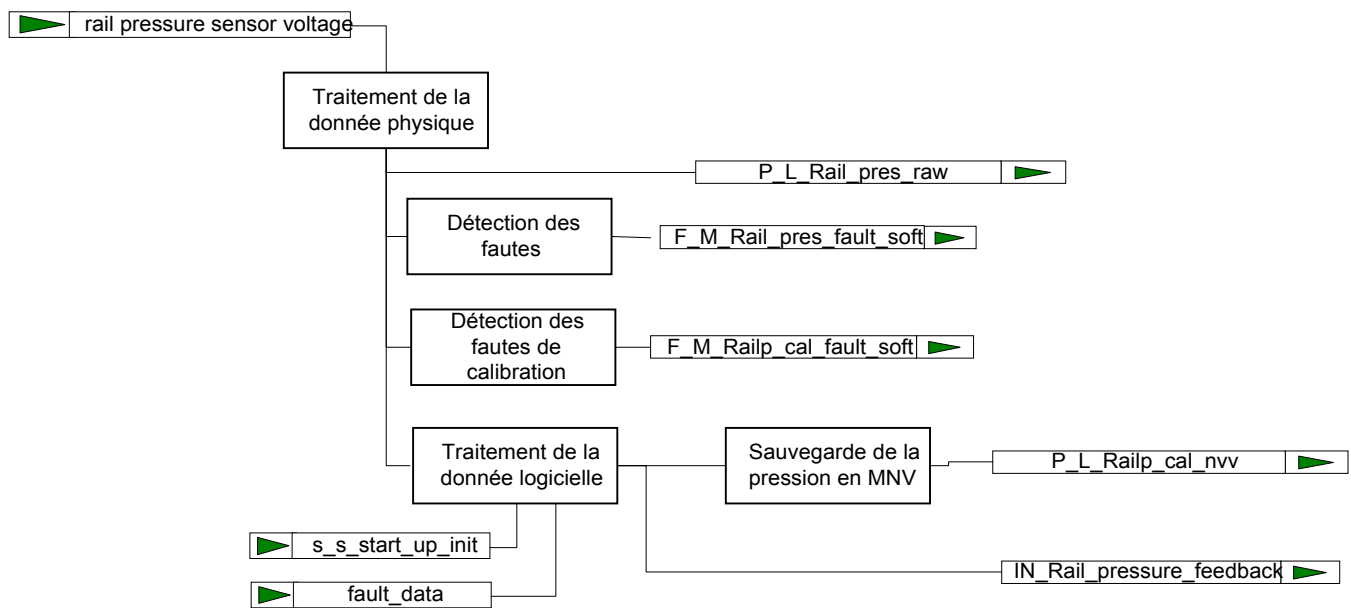 rail pressure sensor voltage
Traitement de la
donnée physique
P_L_Rail_pres_raw
Détection des
fautes
F_M_Rail_pres_fault_soft
Détection des
fautes de
calibration
F_M_Railp_cal_fault_soft
Traitement de la
donnée logicielle
Sauvegarde de la
pression en MNV
P_L_Railp_cal_nvv
s_s_start_up_init
IN_Rail_pressure_feedback
fault_data